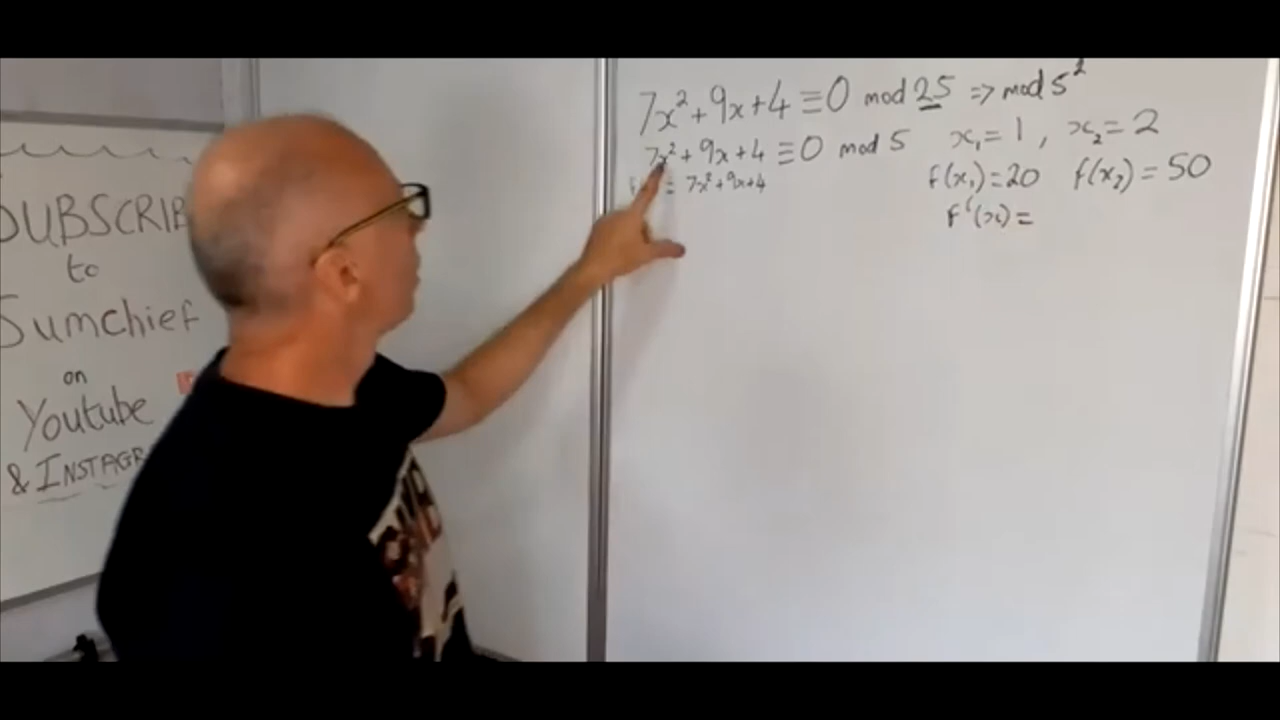 SUBSCRIB
to
Sumchief
on
Youtube
& INSTAGR
7x² + 9x + 4 ≡ 0 mod 25 => mod 5²
7x² + 9x + 4 ≡ 0 mod 5 x₁ = 1 , x₂ = 2
= 7x² + 9x + 4 f(x₁) = 20 f(x₂) = 50
f'(x) =